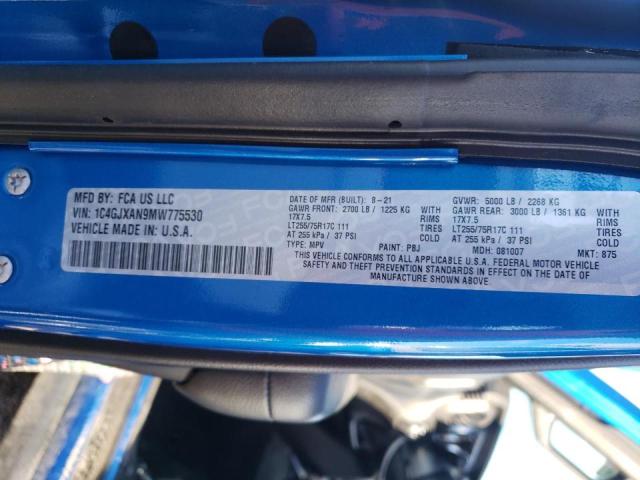 MFD BY: FCA US LLC
VIN: 1C4GJXAN9MW775530
VEHICLE MADE IN: U.S.A.
DATE OF MFR (BUILT): 8-21
GAWR FRONT: 2700 LB / 1225 KG WITH
17X7.5 RIMS
LT255/75R17C 111 TIRES
AT 255 kPa / 37 PSI COLD
TYPE: MPV PAINT: PBJ
GVWR: 5000 LB / 2268 KG
GAWR REAR: 3000 LB / 1361 KG WITH
17X7.5 RIMS
LT255/75R17C 111 TIRES
AT 255 kPa / 37 PSI COLD
MDH: 081007 MKT: 875
THIS VEHICLE CONFORMS TO ALL APPLICABLE U.S.A. FEDERAL MOTOR VEHICLE
SAFETY AND THEFT PREVENTION STANDARDS IN EFFECT ON THE DATE OF
MANUFACTURE SHOWN ABOVE.